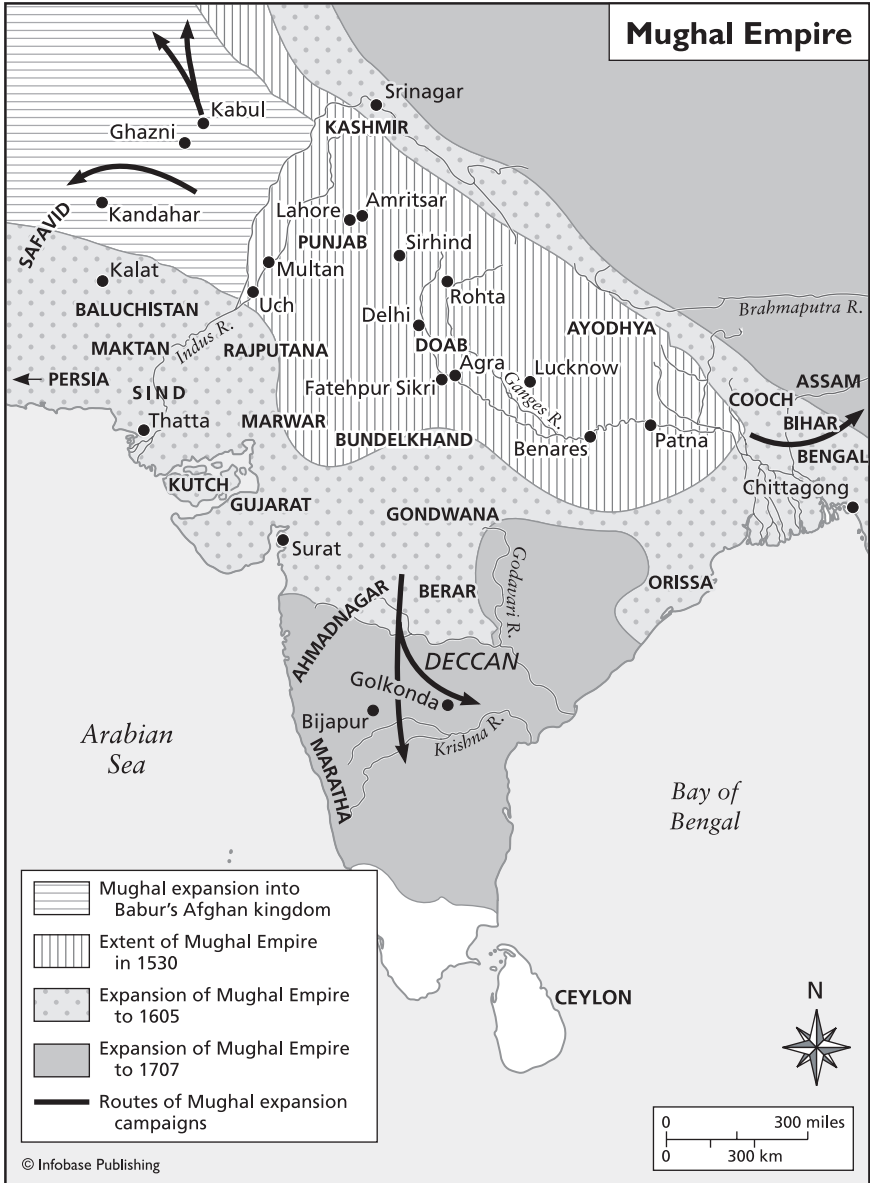 Mughal Empire
Srinagar
Kabul
KASHMIR
Ghazni
Amritsar
Kandahar
Lahore
SAFAVID
PUNJAB
Sirhind
Multan
Kalat
Rohta
Uch
BALUCHISTAN
Brahmaputra R.
Delhi
AYODHYA
Indus R.
DOAB
MAKTAN
RAJPUTANA
Agra
Lucknow
PERSIA
Fatehpur Sikri
Ganges R.
ASSAM
SIND
COOCH
Thatta
MARWAR
BIHAR
BUNDELKHAND
Benares
Patna
BENGAL
KUTCH
Chittagong
GUJARAT
GONDWANA
Surat
Godavari R.
BERAR
ORISSA
AHMADNAGAR
DECCAN
Golkonda
Bijapur
Krishna R.
Arabian
Sea
MARATHA
Bay of
Bengal
Mughal expansion into
Babur's Afghan kingdom
Extent of Mughal Empire
in 1530
Expansion of Mughal Empire
to 1605
Expansion of Mughal Empire
to 1707
Routes of Mughal expansion
campaigns
CEYLON
N
0 300 miles
0 300 km
© Infobase Publishing